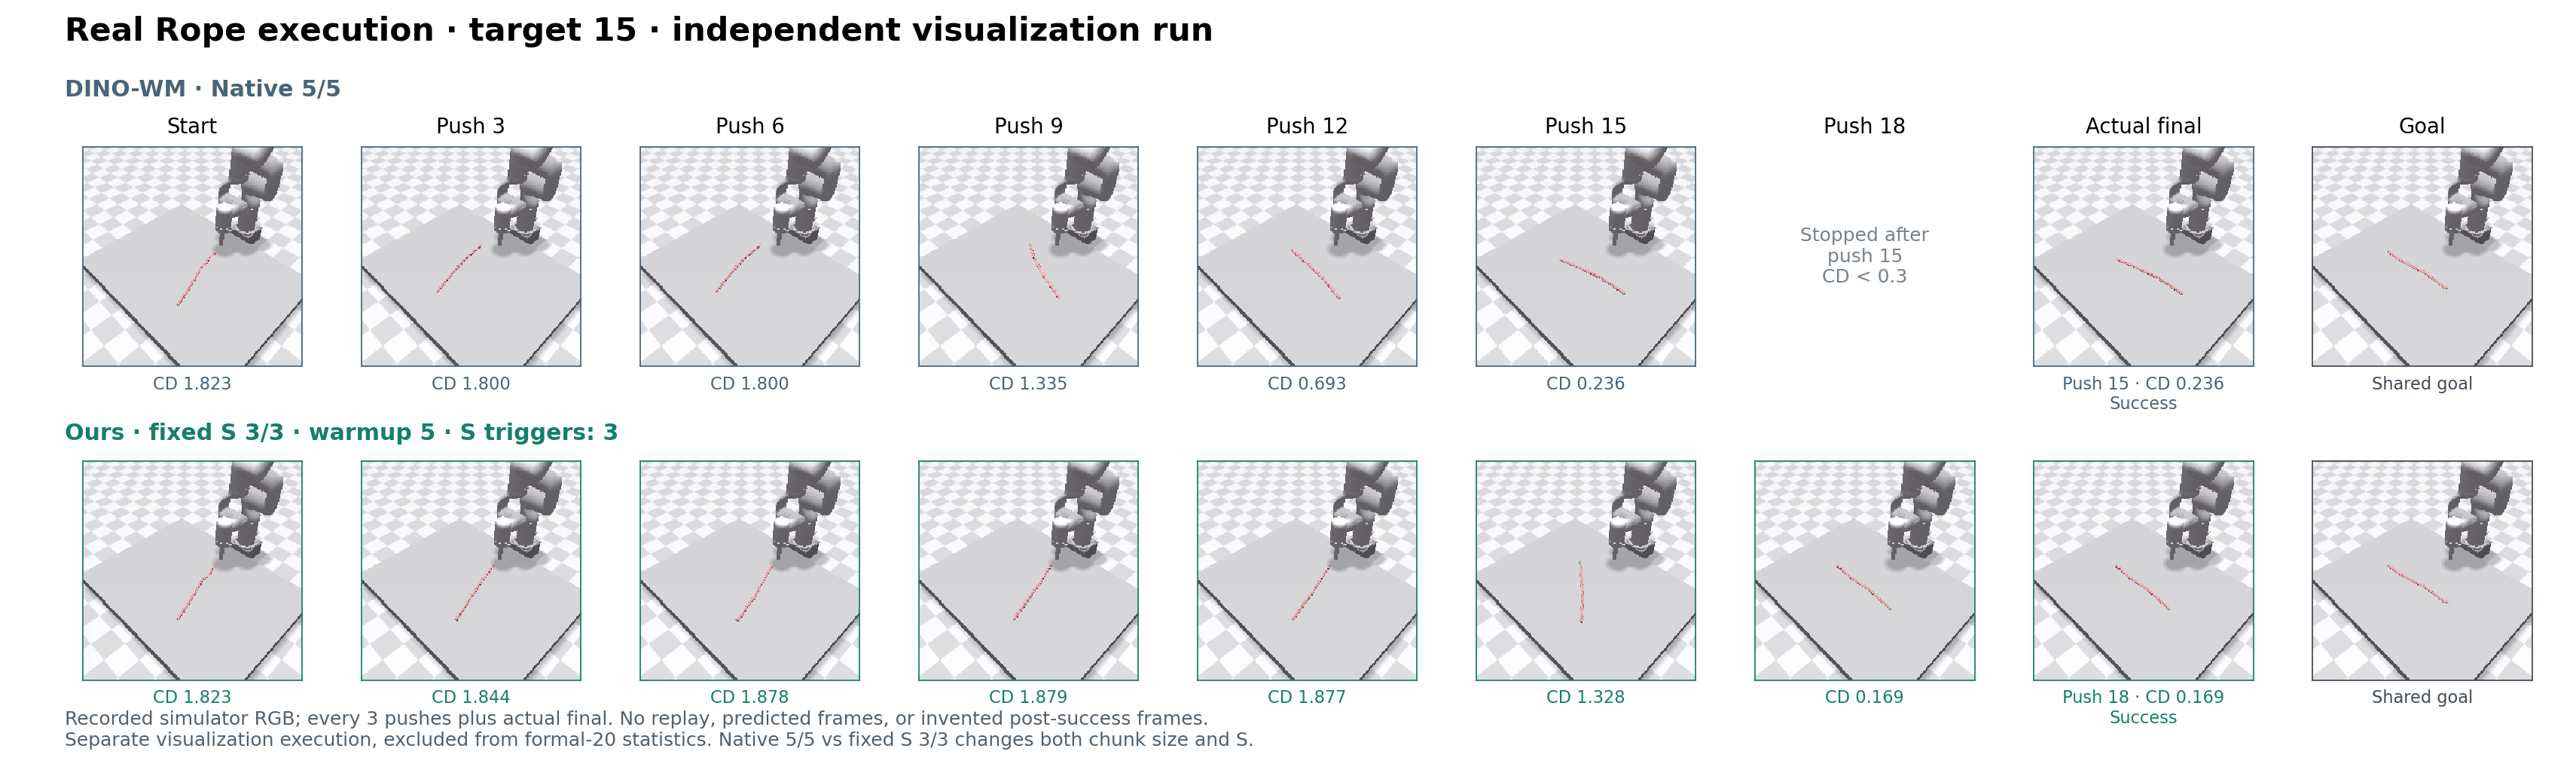 Real Rope execution · target 15 · independent visualization run
DINO-WM · Native 5/5
Start
Push 3
Push 6
Push 9
Push 12
Push 15
Push 18
Actual final
Goal
Stopped after
push 15
CD < 0.3
CD 1.823
CD 1.800
CD 1.800
CD 1.335
CD 0.693
CD 0.236
Push 15 · CD 0.236
Success
Shared goal
Ours · fixed S 3/3 · warmup 5 · S triggers: 3
CD 1.823
CD 1.844
CD 1.878
CD 1.879
CD 1.877
CD 1.328
CD 0.169
Push 18 · CD 0.169
Success
Shared goal
Recorded simulator RGB; every 3 pushes plus actual final. No replay, predicted frames, or invented post-success frames.
Separate visualization execution, excluded from formal-20 statistics. Native 5/5 vs fixed S 3/3 changes both chunk size and S.